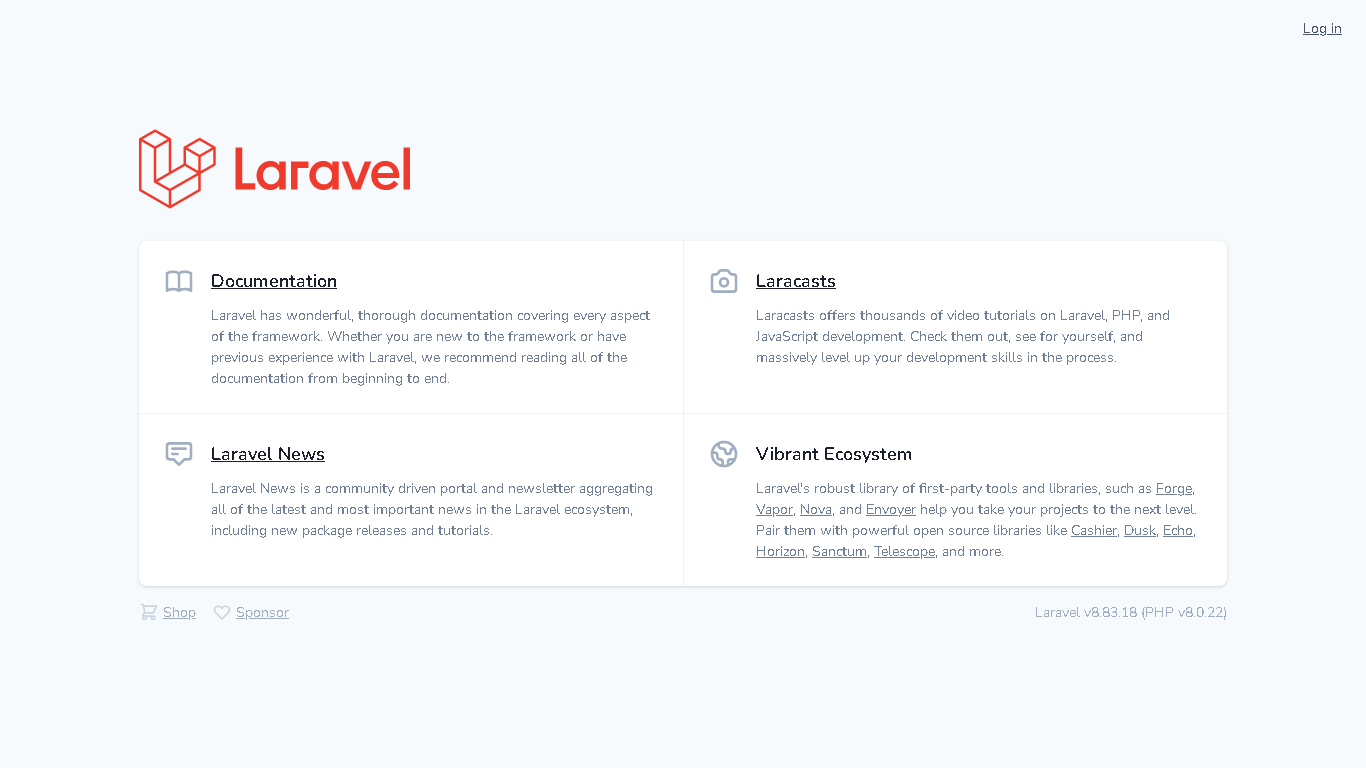 Log in
Laravel
Documentation
Laravel has wonderful, thorough documentation covering every aspect
of the framework. Whether you are new to the framework or have
previous experience with Laravel, we recommend reading all of the
documentation from beginning to end.
Laracasts
Laracasts offers thousands of video tutorials on Laravel, PHP, and
JavaScript development. Check them out, see for yourself, and
massively level up your development skills in the process.
Laravel News
Laravel News is a community driven portal and newsletter aggregating
all of the latest and most important news in the Laravel ecosystem,
including new package releases and tutorials.
Vibrant Ecosystem
Laravel's robust library of first-party tools and libraries, such as Forge,
Vapor, Nova, and Envoyer help you take your projects to the next level.
Pair them with powerful open source libraries like Cashier, Dusk, Echo,
Horizon, Sanctum, Telescope, and more.
Shop Sponsor
Laravel v8.83.18 (PHP v8.0.22)